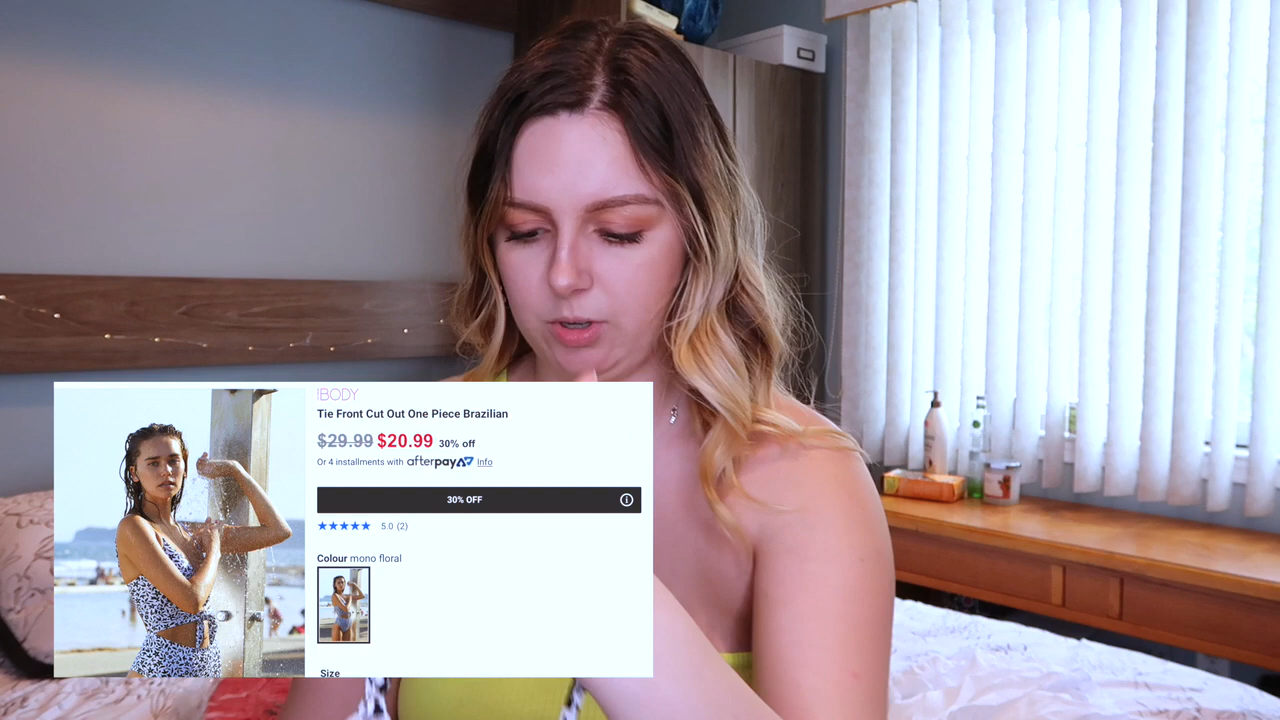 !BODY
Tie Front Cut Out One Piece Brazilian
$29.99 $20.99 30% off
Or 4 installments with afterpay Info
30% OFF
5.0 (2)
Colour mono floral
Size